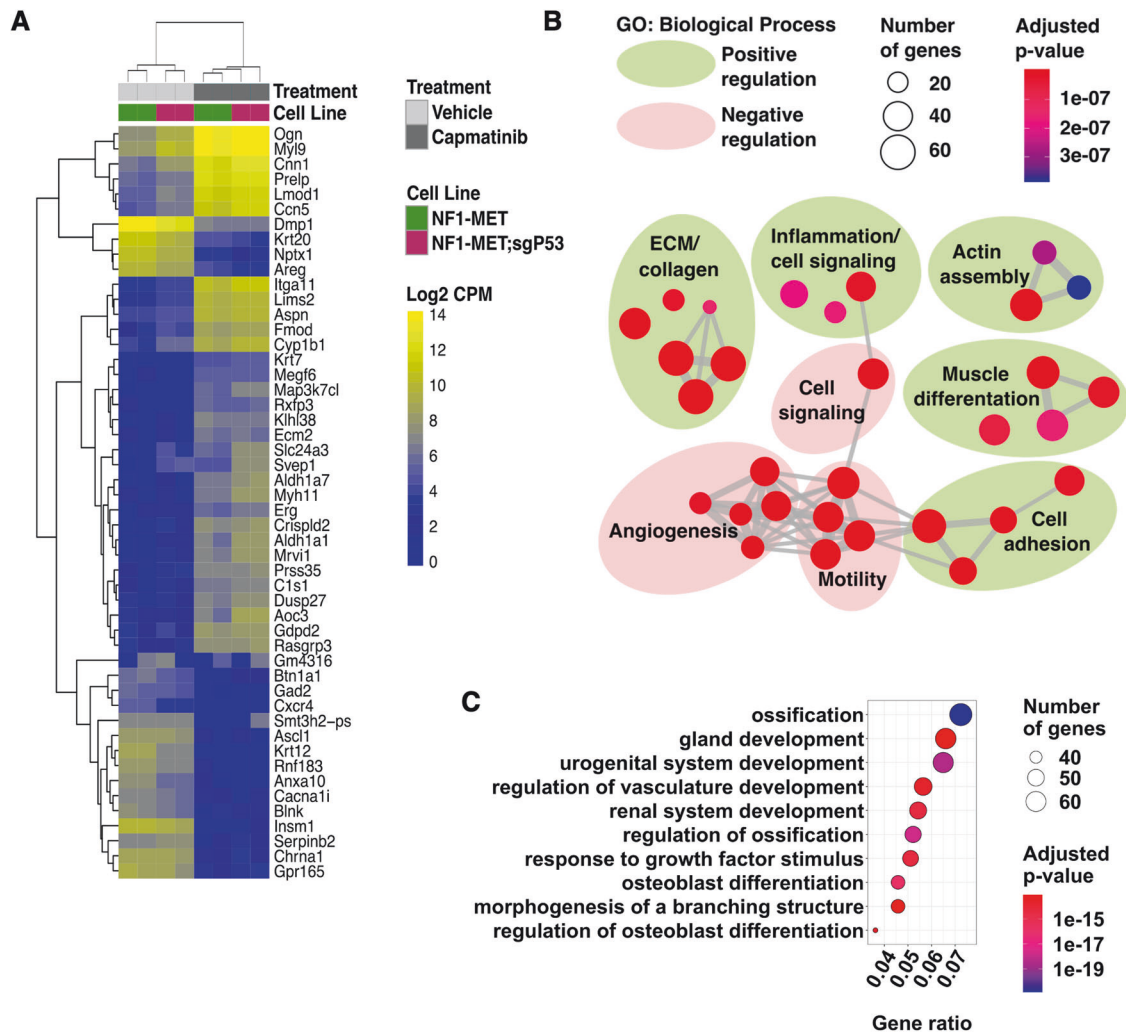 A
Treatment
Cell Line
Ogn
Myl9
Cnn1
Prelp
Lmod1
Ccn5
Dmp1
Krt20
Nptx1
Areg
Itga11
Lims2
Aspn
Fmod
Cyp1b1
Krt7
Megf6
Map3k7cl
Rxfp3
Klhl38
Ecm2
Slc24a3
Svep1
Aldh1a7
Myh11
Erg
Crispld2
Aldh1a1
Mrvi1
Prss35
C1s1
Dusp27
Aoc3
Gdpd2
Rasgrp3
Gm4316
Btn1a1
Gad2
Cxcr4
Smt3h2-ps
Ascl1
Krt12
Rnf183
Anxa10
Cacna1i
Blnk
Insm1
Serpinb2
Chrna1
Gpr165
Treatment
Vehicle
Capmatinib
Cell Line
NF1-MET
NF1-MET;sgP53
Log2 CPM
14
12
10
8
6
4
2
0
B
GO: Biological Process
Positive
regulation
Negative
regulation
Number
of genes
20
40
60
Adjusted
p-value
1e-07
2e-07
3e-07
ECM/
collagen
Inflammation/
cell signaling
Actin
assembly
Cell
signaling
Muscle
differentation
Angiogenesis
Motility
Cell
adhesion
C
ossification
gland development
urogenital system development
regulation of vasculature development
renal system development
regulation of ossification
response to growth factor stimulus
osteoblast differentiation
morphogenesis of a branching structure
regulation of osteoblast differentiation
0.04
0.05
0.06
0.07
Gene ratio
Number
of genes
40
50
60
Adjusted
p-value
1e-15
1e-17
1e-19